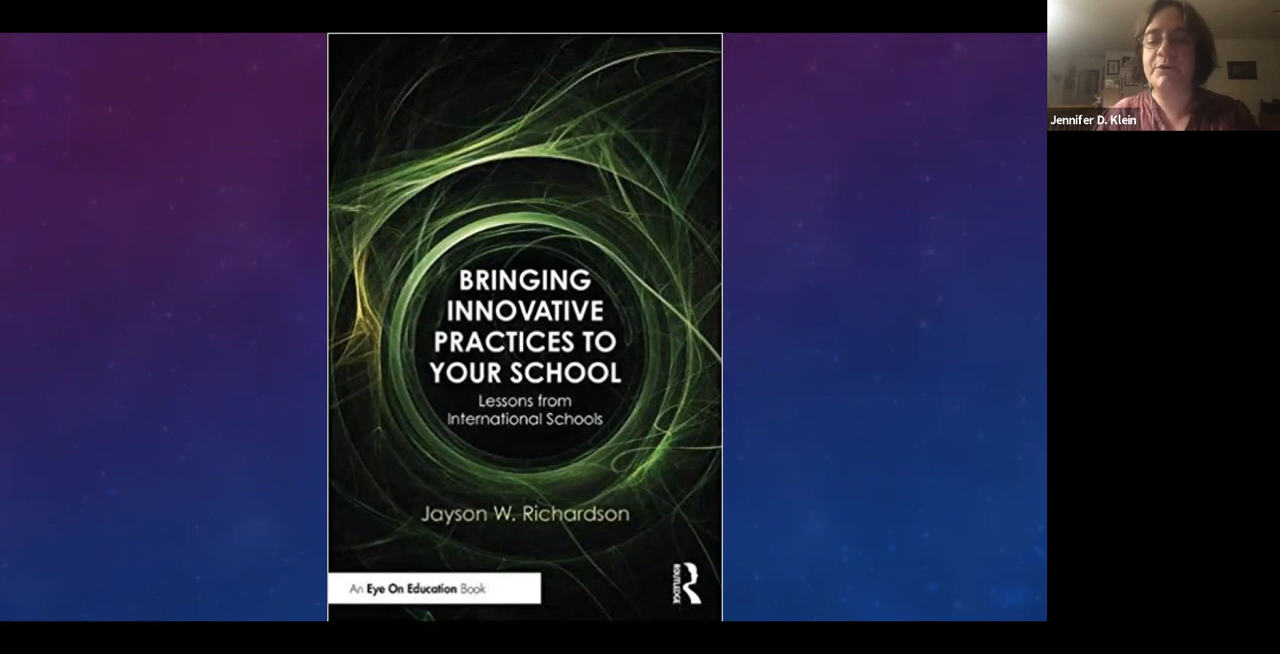 BRINGING
INNOVATIVE
PRACTICES TO
YOUR SCHOOL
Lessons from
International Schools
Jayson W. Richardson
An Eye On Education Book
ROUTLEDGE
Jennifer D. Klein